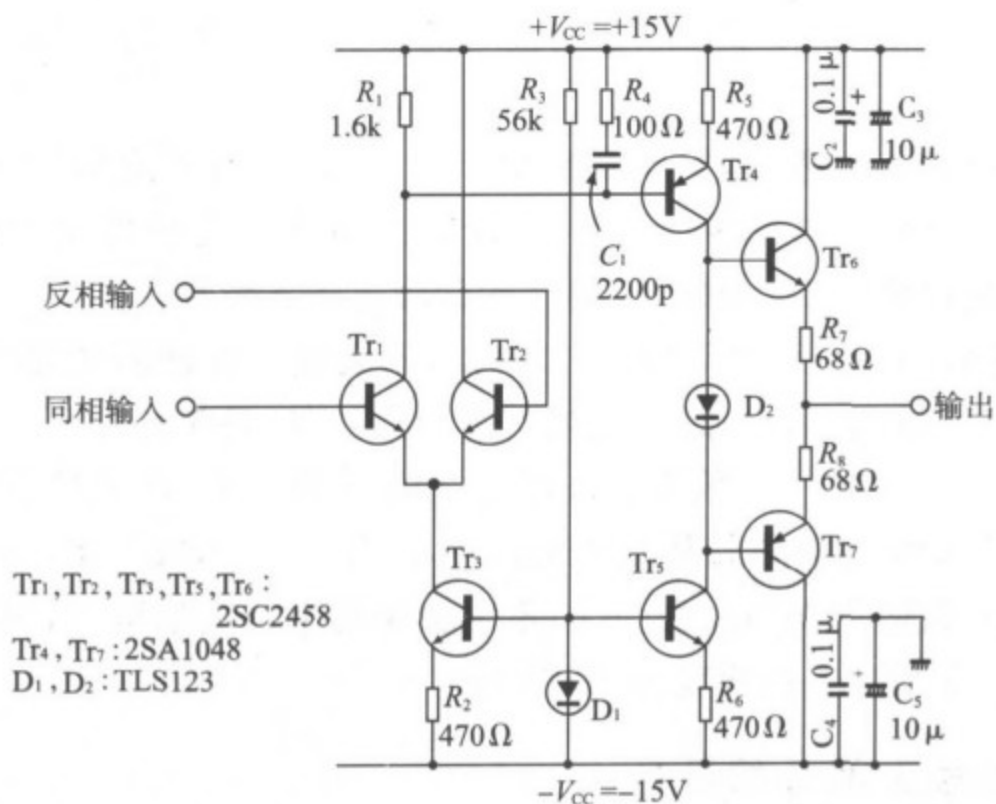 +VCC=+15V
R1
1.6k
R3
56k
R4
100Ω
R5
470Ω
0.1μ
+
C2
C3
10μ
Tr4
C1
2200p
Tr6
反相输入
Tr1
Tr2
R7
68Ω
同相输入
D2
输出
R8
68Ω
Tr3
Tr5
Tr7
Tr1,Tr2,Tr3,Tr5,Tr6:
2SC2458
Tr4,Tr7:2SA1048
D1,D2:TLS123
R2
470Ω
D1
R6
470Ω
0.1μ
+
C4
C5
10μ
−VCC=−15V